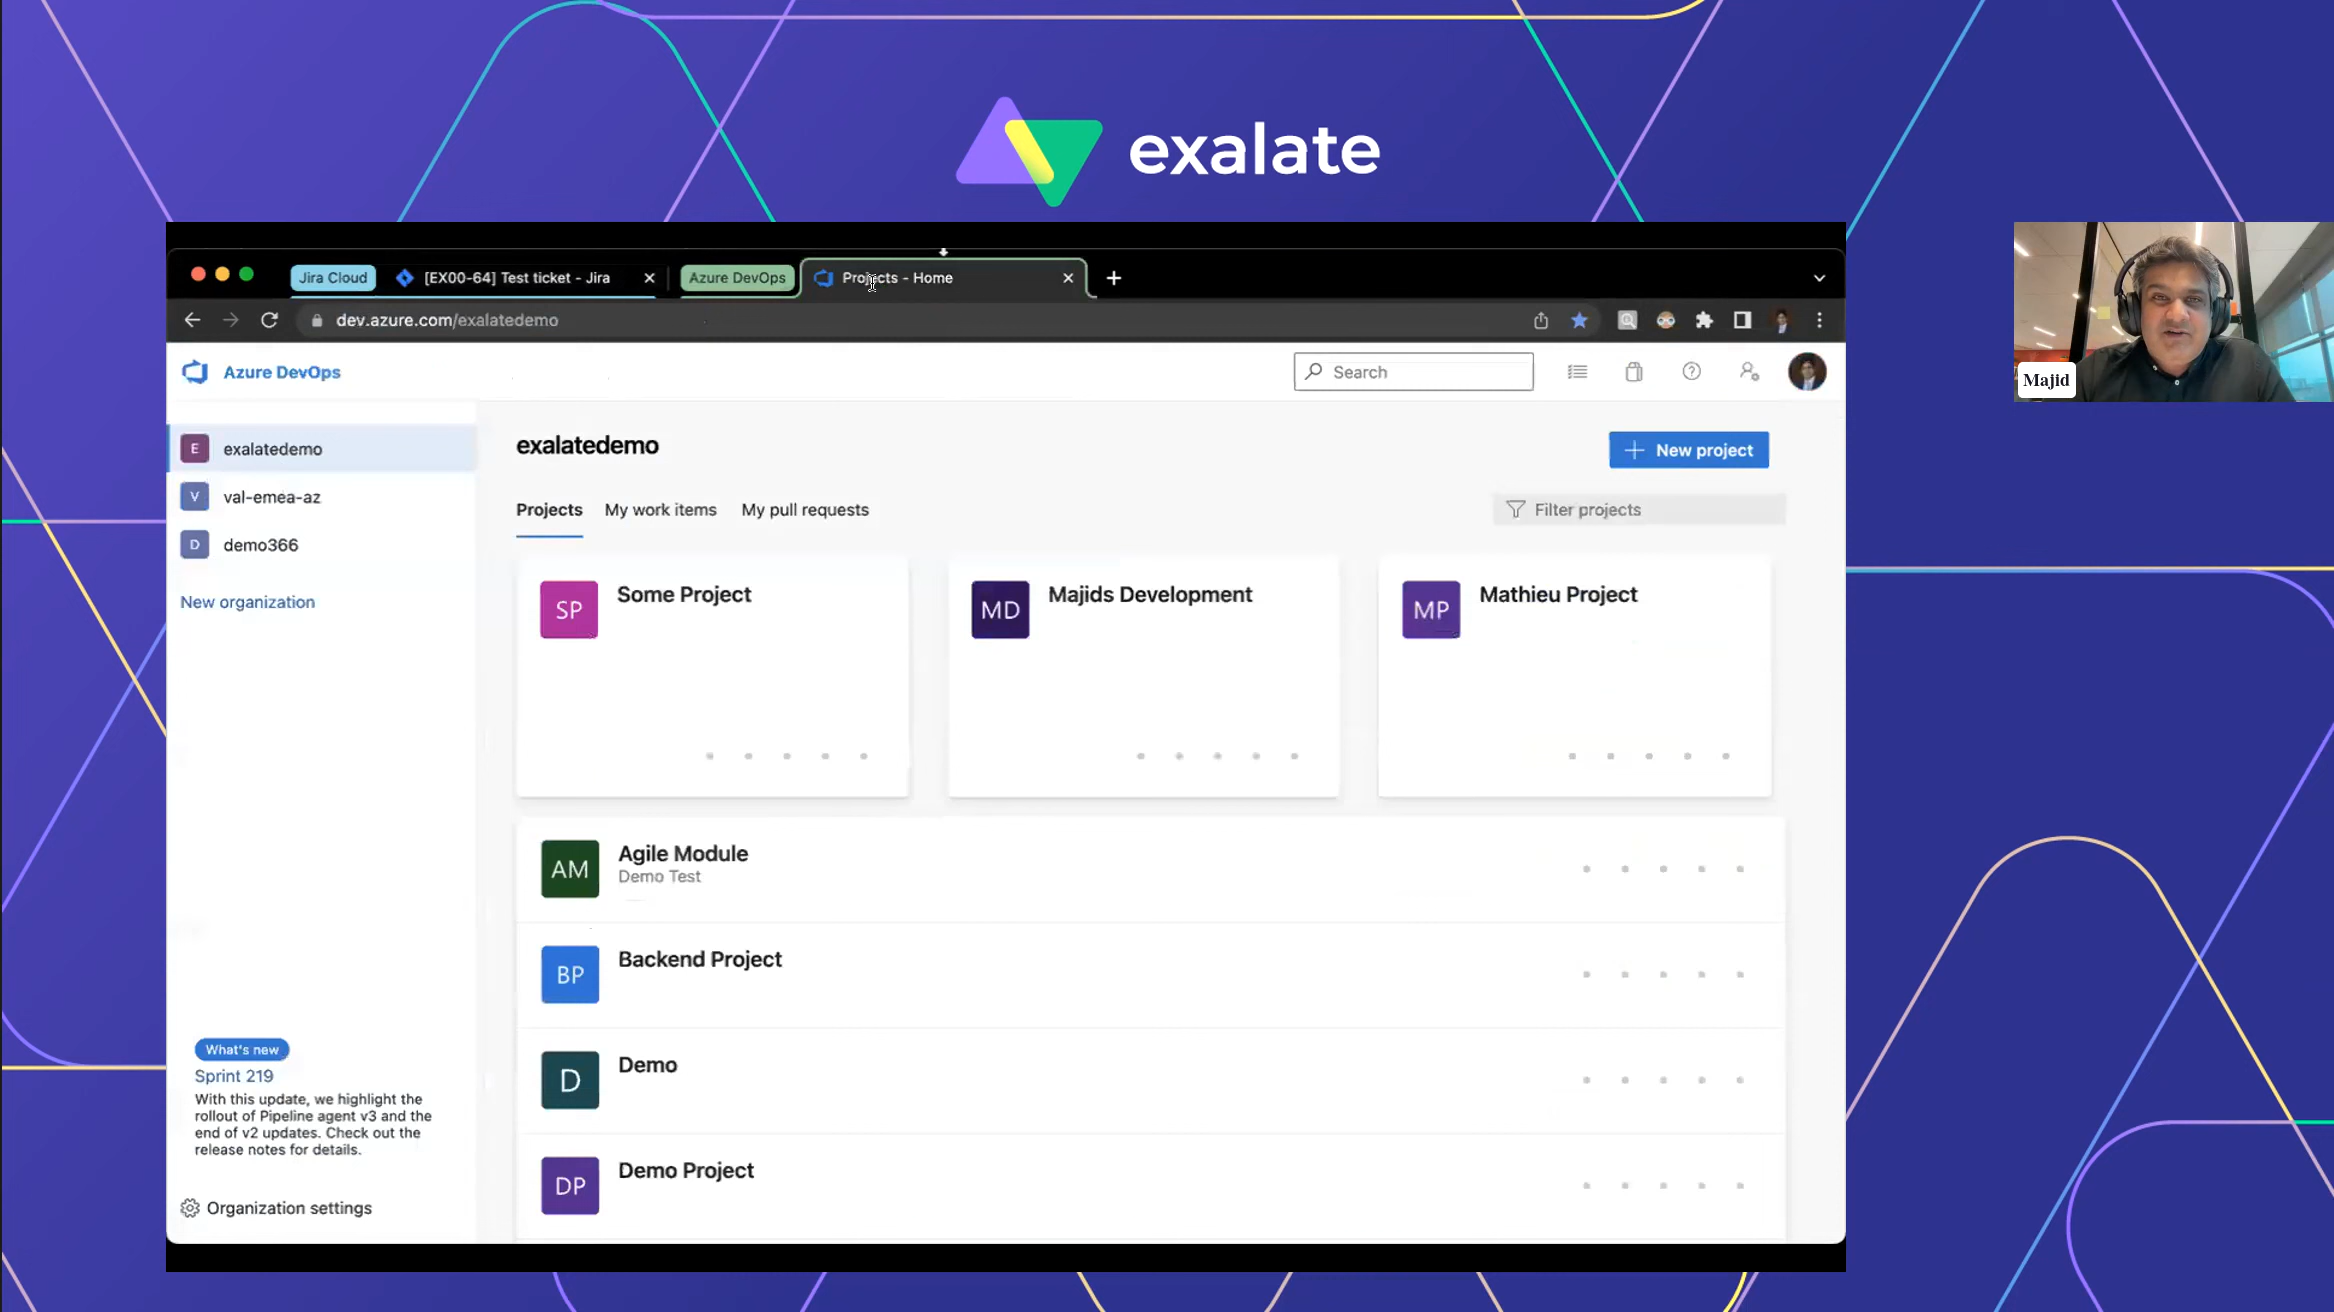 exalate
Jira Cloud
[EX00-64] Test ticket - Jira
Azure DevOps
Projects - Home
dev.azure.com/exalatedemo
Majid
Azure DevOps
Search
E
exalatedemo
V
val-emea-az
D
demo366
New organization
exalatedemo
New project
Projects
My work items
My pull requests
Filter projects
SP
Some Project
MD
Majids Development
MP
Mathieu Project
AM
Agile Module
Demo Test
BP
Backend Project
D
Demo
DP
Demo Project
What's new
Sprint 219
With this update, we highlight the
rollout of Pipeline agent v3 and the
end of v2 updates. Check out the
release notes for details.
Organization settings